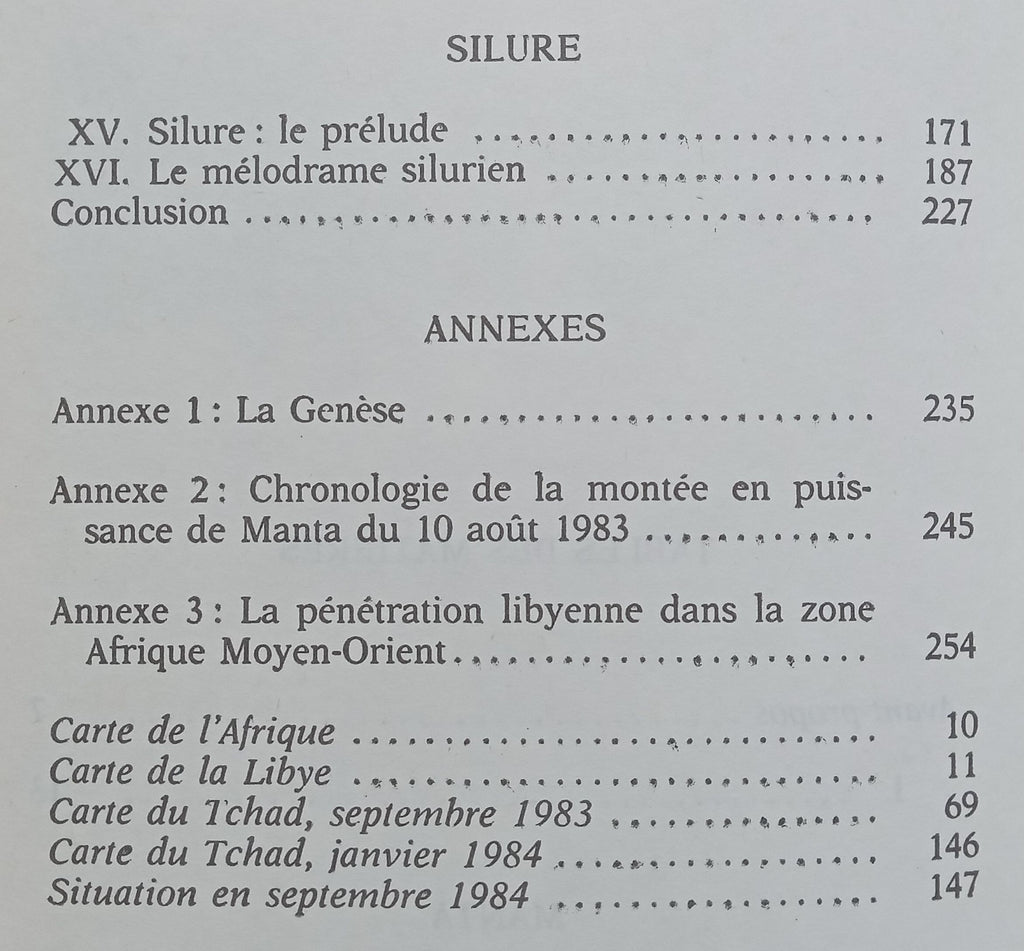 SILURE
XV. Silure : le prélude ........................ 171
XVI. Le mélodrame silurien .................... 187
Conclusion .................................... 227
ANNEXES
Annexe 1 : La Genèse .......................... 235
Annexe 2 : Chronologie de la montée en puis-
sance de Manta du 10 août 1983 ............. 245
Annexe 3 : La pénétration libyenne dans la zone
Afrique Moyen-Orient ........................ 254
Carte de l'Afrique ............................. 10
Carte de la Libye .............................. 11
Carte du Tchad, septembre 1983 ............... 69
Carte du Tchad, janvier 1984 .................. 146
Situation en septembre 1984 .................. 147